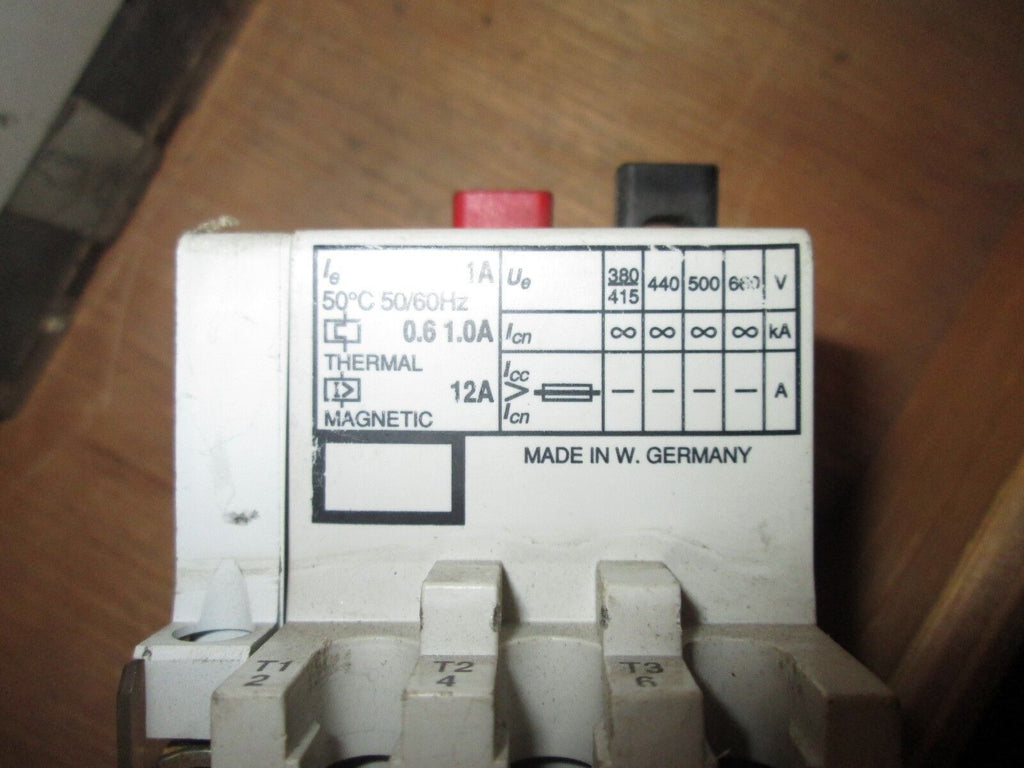 Ie 1A
50°C 50/60Hz
0.6 1.0A
THERMAL
I> 12A
MAGNETIC
Ue 380/415 440 500 V
Icn ∞ ∞ ∞ ∞ kA
Icc > Icn — — — — A
MADE IN W. GERMANY
T1 T2 T3
2 4 6